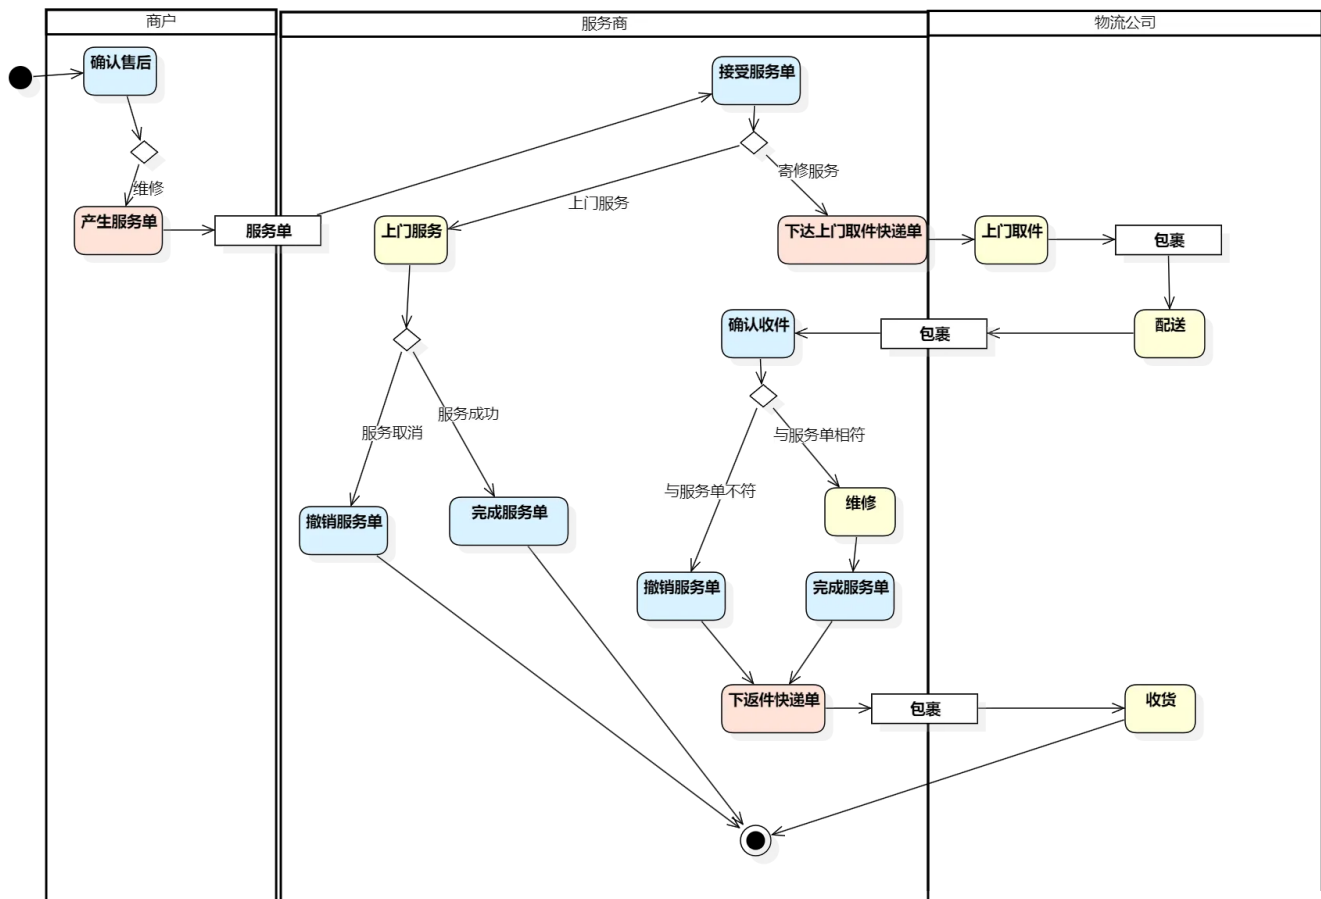 商户
服务商
物流公司
确认售后
接受服务单
维修
寄修服务
上门服务
产生服务单
服务单
上门服务
下达上门取件快递单
上门取件
包裹
确认收件
包裹
配送
服务取消
服务成功
与服务单相符
与服务单不符
维修
撤销服务单
完成服务单
撤销服务单
完成服务单
下返件快递单
包裹
收货